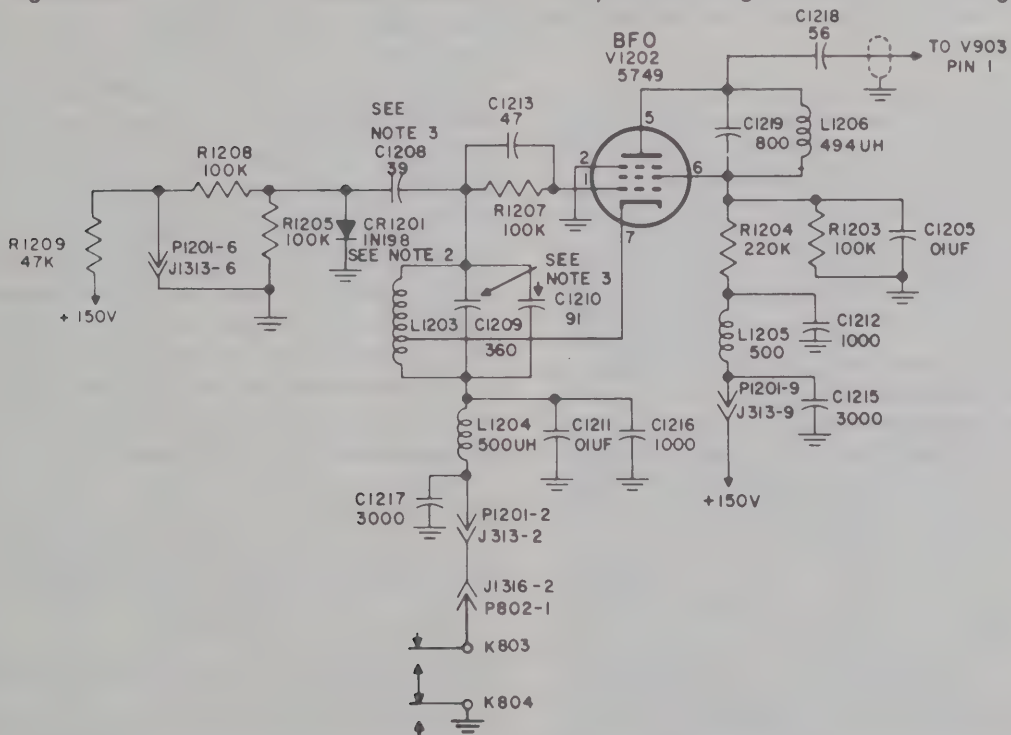 C1218
56
TO V903
PIN 1
BFO
V1202
5749
SEE
NOTE 3
C1208
39
C1213
47
5
C1219
800
L1206
494UH
2
1
6
7
R1208
100K
R1207
100K
R1209
47K
P1201-6
J1313-6
R1205
100K
CR1201
1N198
SEE NOTE 2
+150V
R1204
220K
R1203
100K
C1205
01UF
SEE
NOTE 3
C1210
91
L1203
C1209
360
L1205
500
C1212
1000
L1204
500UH
C1211
01UF
C1216
1000
P1201-9
J313-9
C1215
3000
C1217
3000
P1201-2
J313-2
+150V
J1316-2
P802-1
K803
K804